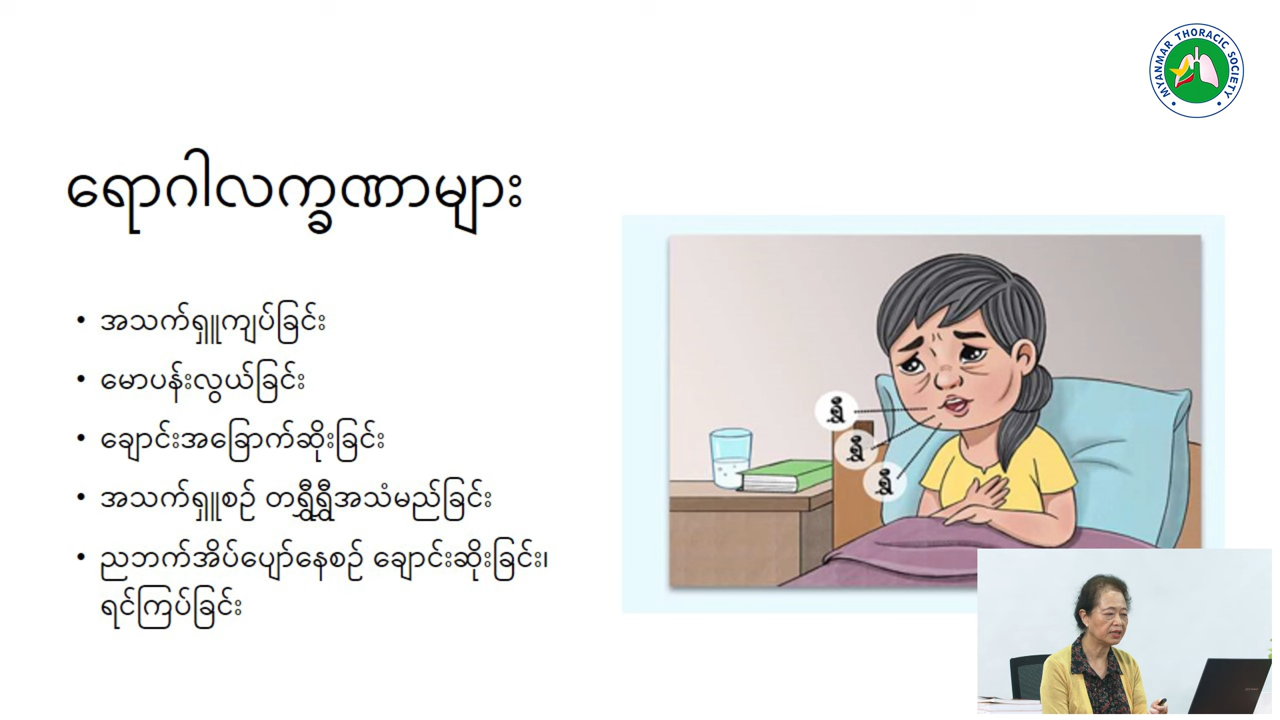 MYANMAR THORACIC SOCIETY
ရောဂါလက္ခဏာများ
• အသက်ရှူကျပ်ခြင်း
• မောပန်းလွယ်ခြင်း
• ချောင်းအခြောက်ဆိုးခြင်း
• အသက်ရှူစဉ် တရွှီရွှီအသံမည်ခြင်း
• ညဘက်အိပ်ပျော်နေစဉ် ချောင်းဆိုးခြင်း၊
ရင်ကြပ်ခြင်း
ရွှီ
ရွှီ
ရွှီ